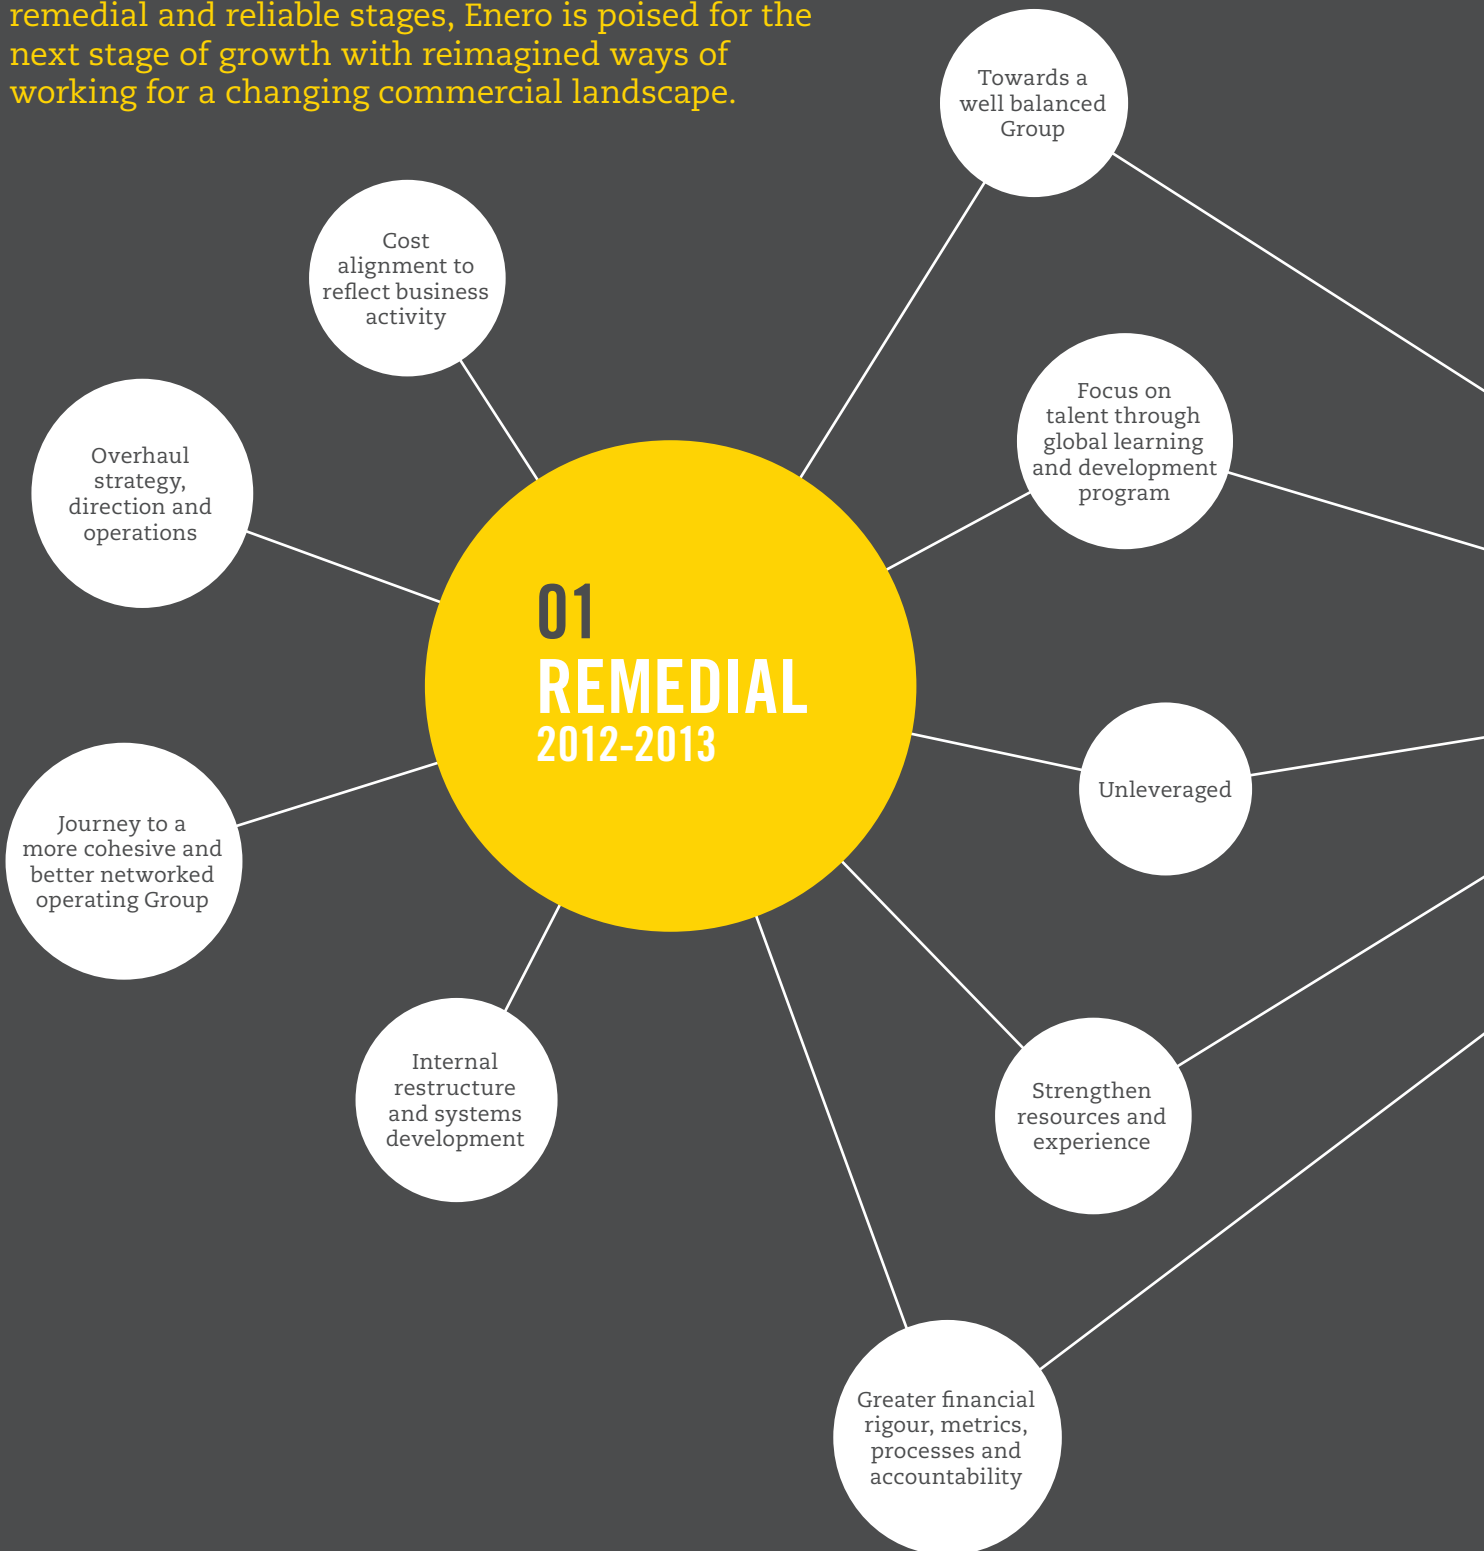 remedial and reliable stages, Enero is poised for the
next stage of growth with reimagined ways of
working for a changing commercial landscape.
Towards a
well balanced
Group
Cost
alignment to
reflect business
activity
Focus on
talent through
global learning
and development
program
Overhaul
strategy,
direction and
operations
01
REMEDIAL
2012-2013
Unleveraged
Journey to a
more cohesive and
better networked
operating Group
Internal
restructure
and systems
development
Strengthen
resources and
experience
Greater financial
rigour, metrics,
processes and
accountability